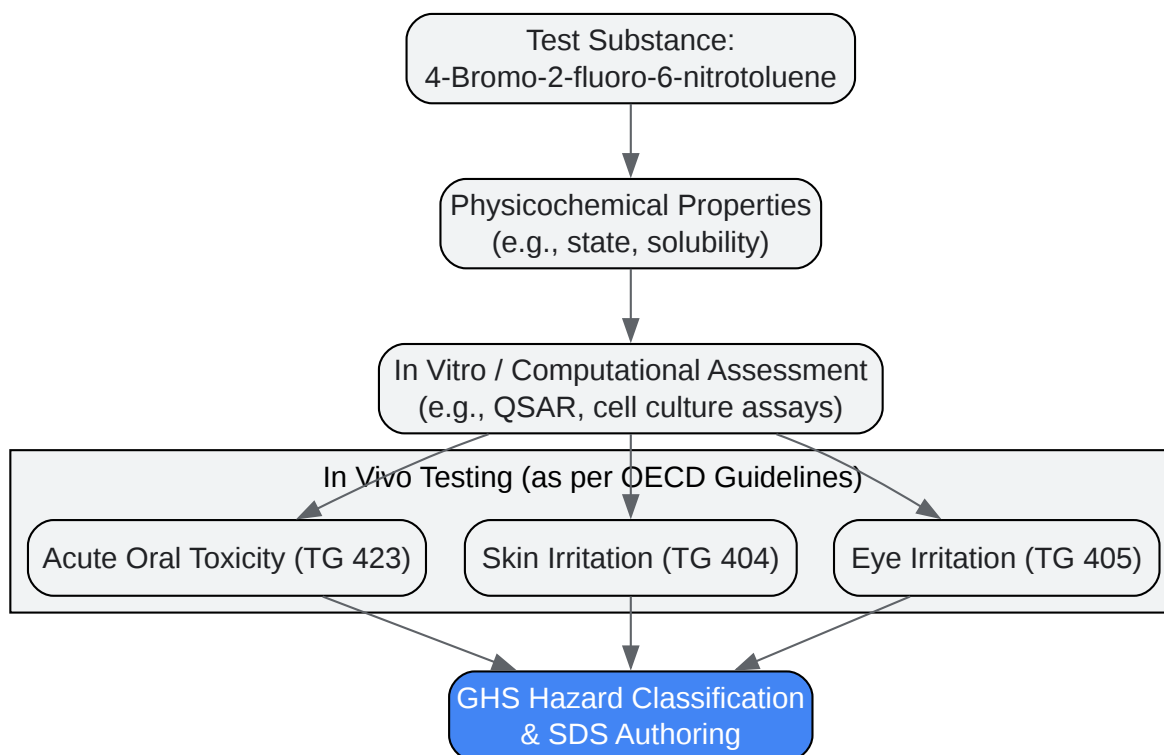 Test Substance:
4-Bromo-2-fluoro-6-nitrotoluene
Physicochemical Properties
(e.g., state, solubility)
In Vitro / Computational Assessment
(e.g., QSAR, cell culture assays)
In Vivo Testing (as per OECD Guidelines)
Acute Oral Toxicity (TG 423)
Skin Irritation (TG 404)
Eye Irritation (TG 405)
GHS Hazard Classification
& SDS Authoring